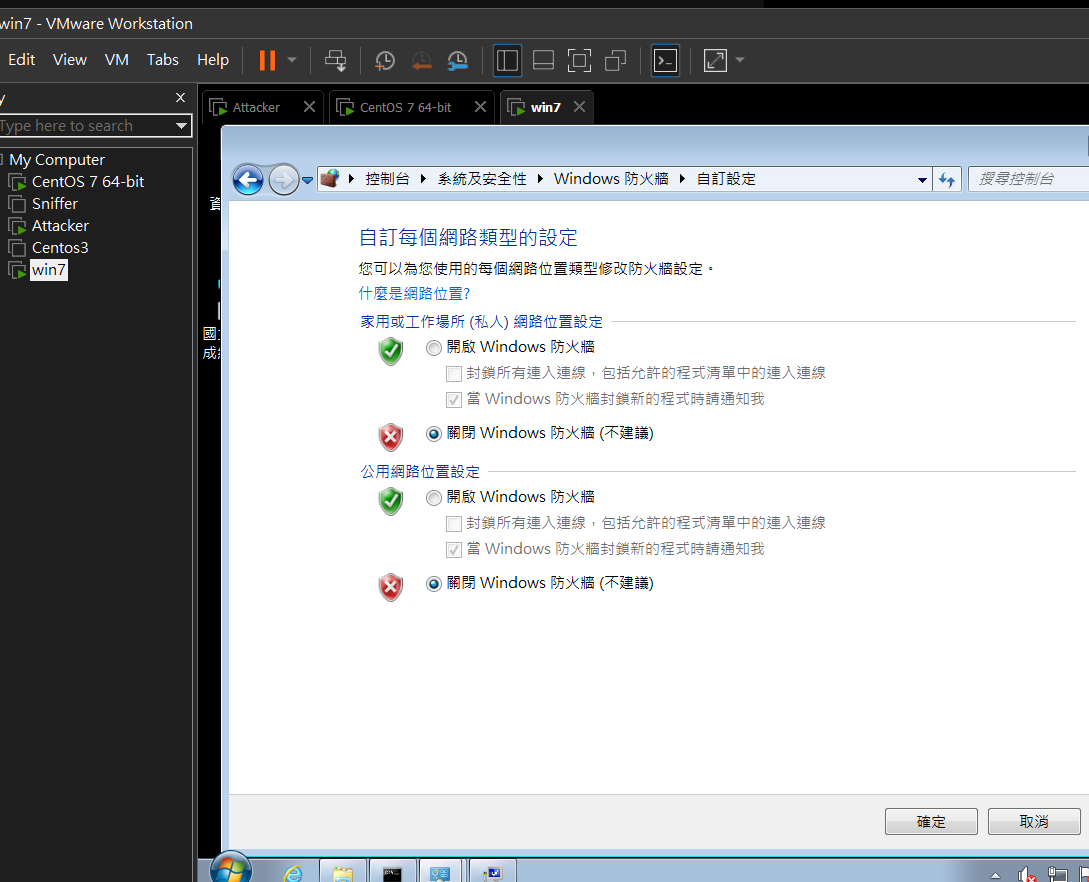 win7 - VMware Workstation
Edit View VM Tabs Help
y
Type here to search
My Computer
CentOS 7 64-bit
Sniffer
Attacker
Centos3
win7
Attacker
CentOS 7 64-bit
win7
控制台 系統及安全性 Windows 防火牆 自訂設定
搜尋控制台
資
國
成
自訂每個網路類型的設定
您可以為您使用的每個網路位置類型修改防火牆設定。
什麼是網路位置?
家用或工作場所 (私人) 網路位置設定
開啟 Windows 防火牆
封鎖所有連入連線，包括允許的程式清單中的連入連線
當 Windows 防火牆封鎖新的程式時請通知我
關閉 Windows 防火牆 (不建議)
公用網路位置設定
開啟 Windows 防火牆
封鎖所有連入連線，包括允許的程式清單中的連入連線
當 Windows 防火牆封鎖新的程式時請通知我
關閉 Windows 防火牆 (不建議)
確定
取消